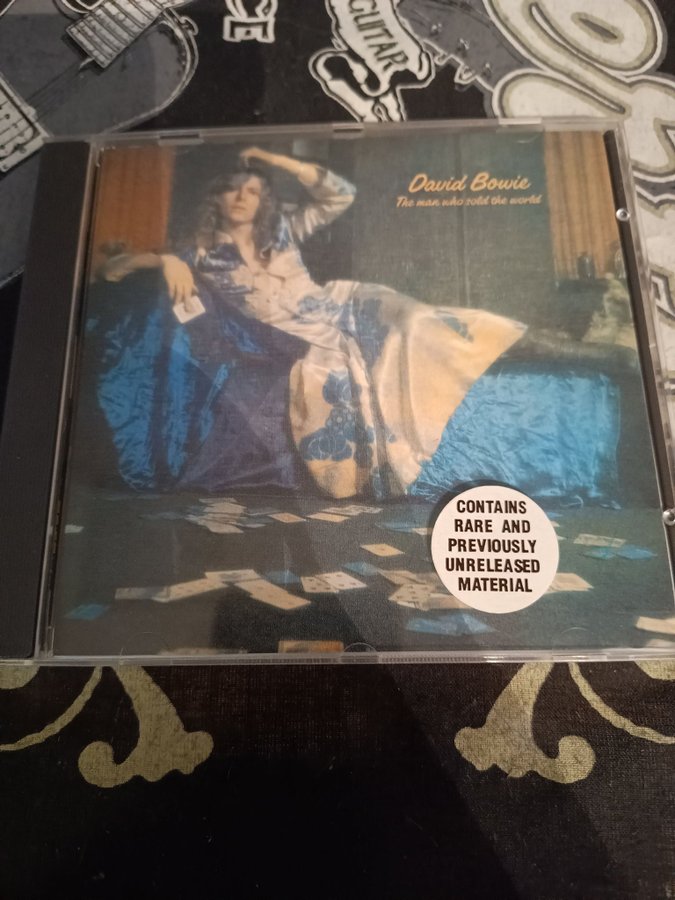 GUITAR
David Bowie
The man who sold the world
CONTAINS
RARE AND
PREVIOUSLY
UNRELEASED
MATERIAL